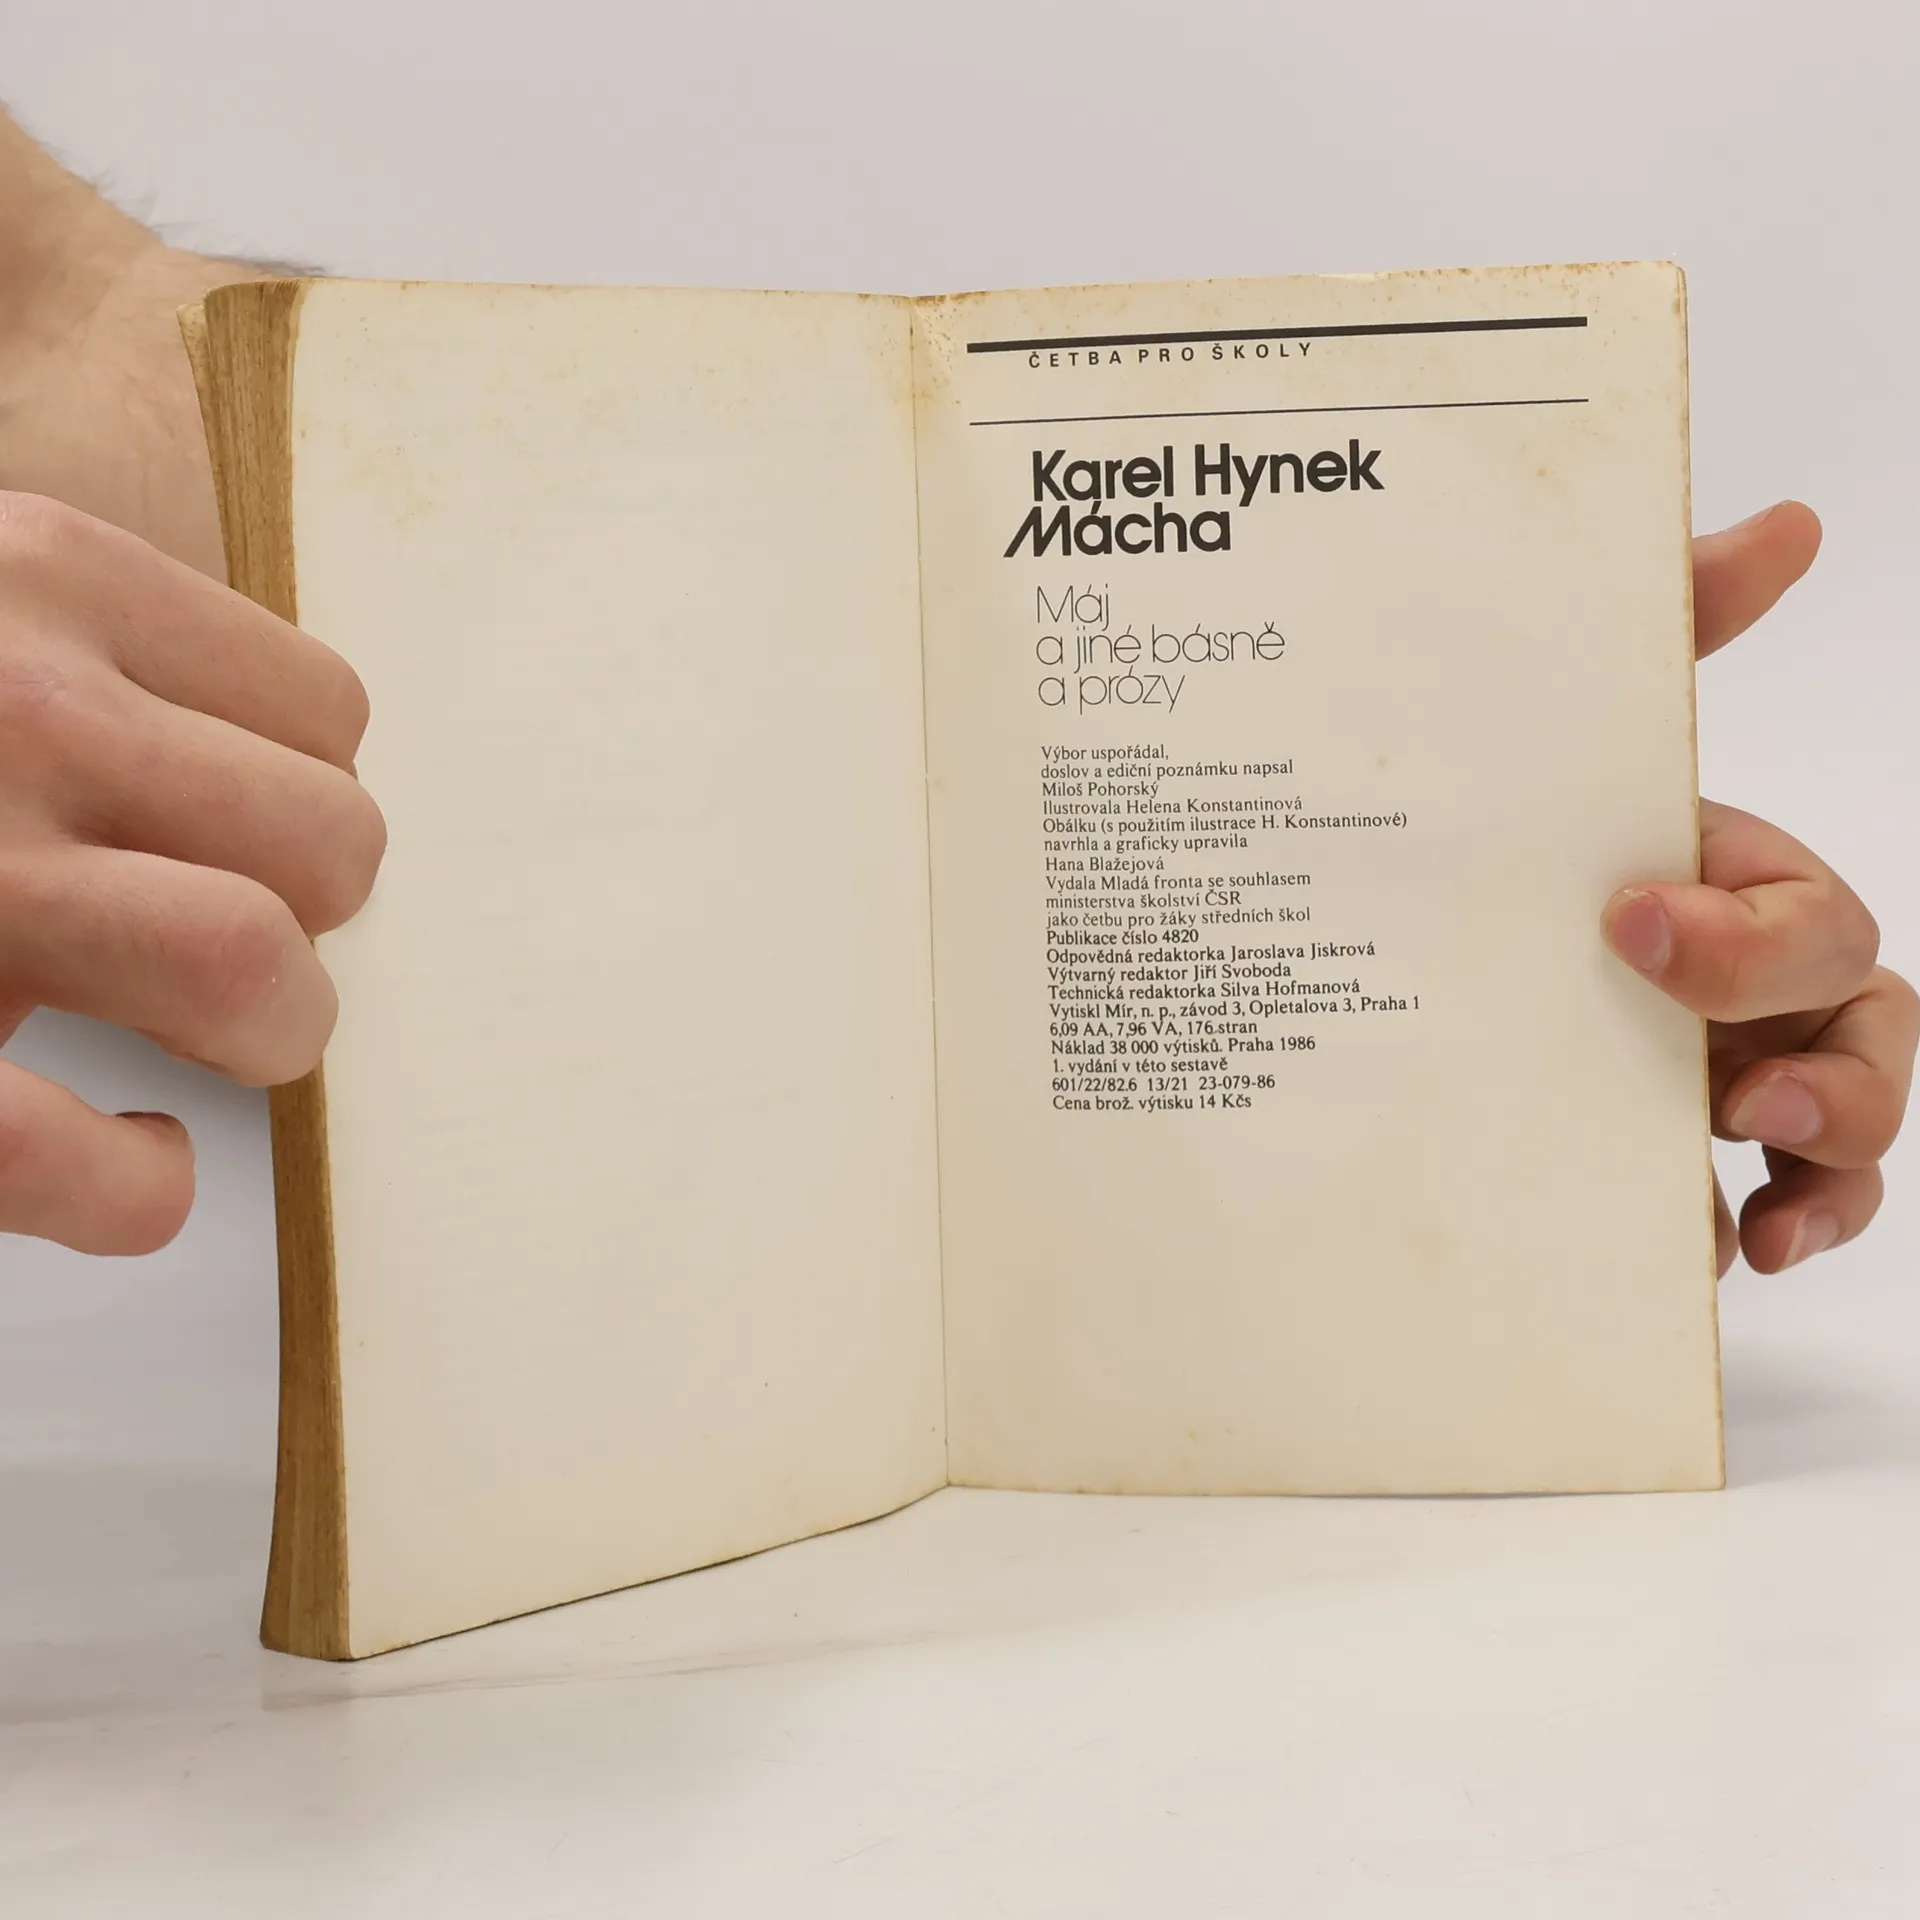 ČETBA PRO ŠKOLY
Karel Hynek
Mácha
Máj
a jiné básně
a prózy
Výbor uspořádal,
doslov a ediční poznámku napsal
Miloš Pohorský
Ilustrovala Helena Konstantinová
Obálku (s použitím ilustrace H. Konstantinové)
navrhla a graficky upravila
Hana Blažejová
Vydala Mladá fronta se souhlasem
ministerstva školství ČSR
jako četbu pro žáky středních škol
Publikace číslo 4820
Odpovědná redaktorka Jaroslava Jiskrová
Výtvarný redaktor Jiří Svoboda
Technická redaktorka Silva Hofmanová
Vytiskl Mír, n. p., závod 3, Opletalova 3, Praha 1
6,09 AA, 7,96 VA, 176 stran
Náklad 38 000 výtisků. Praha 1986
1. vydání v této sestavě
601/22/82.6 13/21 23-079-86
Cena brož. výtisku 14 Kčs